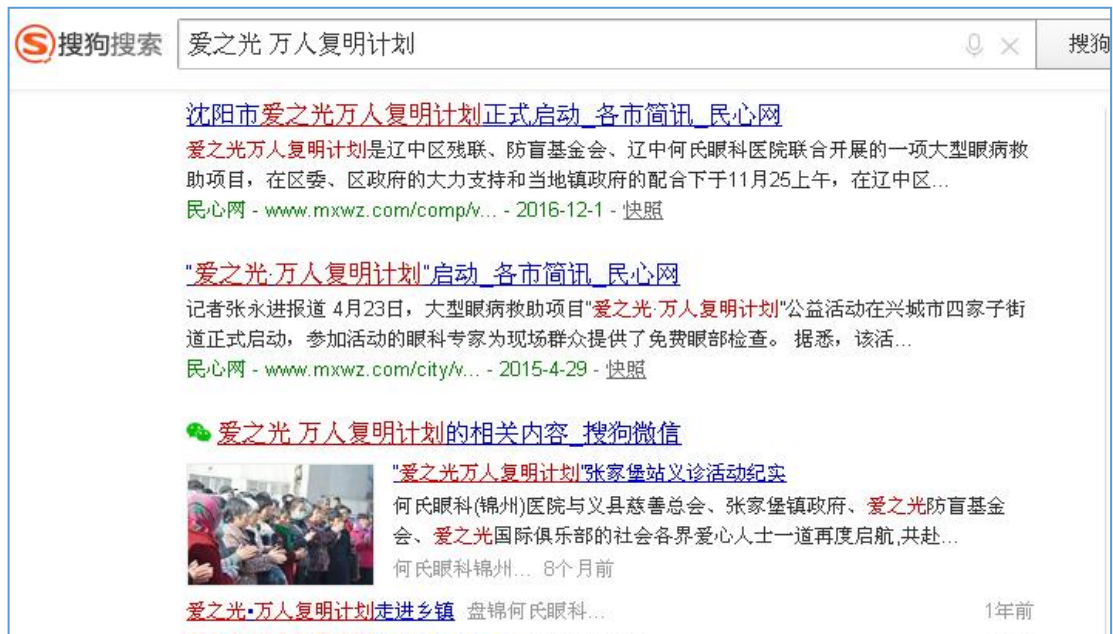 搜狗搜索
爱之光 万人复明计划
搜狗
沈阳市爱之光万人复明计划正式启动_各市简讯_民心网
爱之光万人复明计划是辽中区残联、防盲基金会、辽中何氏眼科医院联合开展的一项大型眼病救
助项目，在区委、区政府的大力支持和当地镇政府的配合下于11月25日上午，在辽中区...
民心网 - www.mxwz.com/comp/v... - 2016-12-1 - 快照
"爱之光·万人复明计划"启动_各市简讯_民心网
记者张永进报道 4月23日，大型眼病救助项目"爱之光·万人复明计划"公益活动在兴城市四家子街
道正式启动，参加活动的眼科专家为现场群众提供了免费眼部检查。 据悉，该活...
民心网 - www.mxwz.com/city/v... - 2015-4-29 - 快照
爱之光 万人复明计划的相关内容_搜狗微信
"爱之光万人复明计划"张家堡站义诊活动纪实
何氏眼科(锦州)医院与义县慈善总会、张家堡镇政府、爱之光防盲基金
会、爱之光国际俱乐部的社会各界爱心人士一道再度启航,共赴...
何氏眼科锦州... 8个月前
爱之光•万人复明计划走进乡镇 盘锦何氏眼科... 1年前